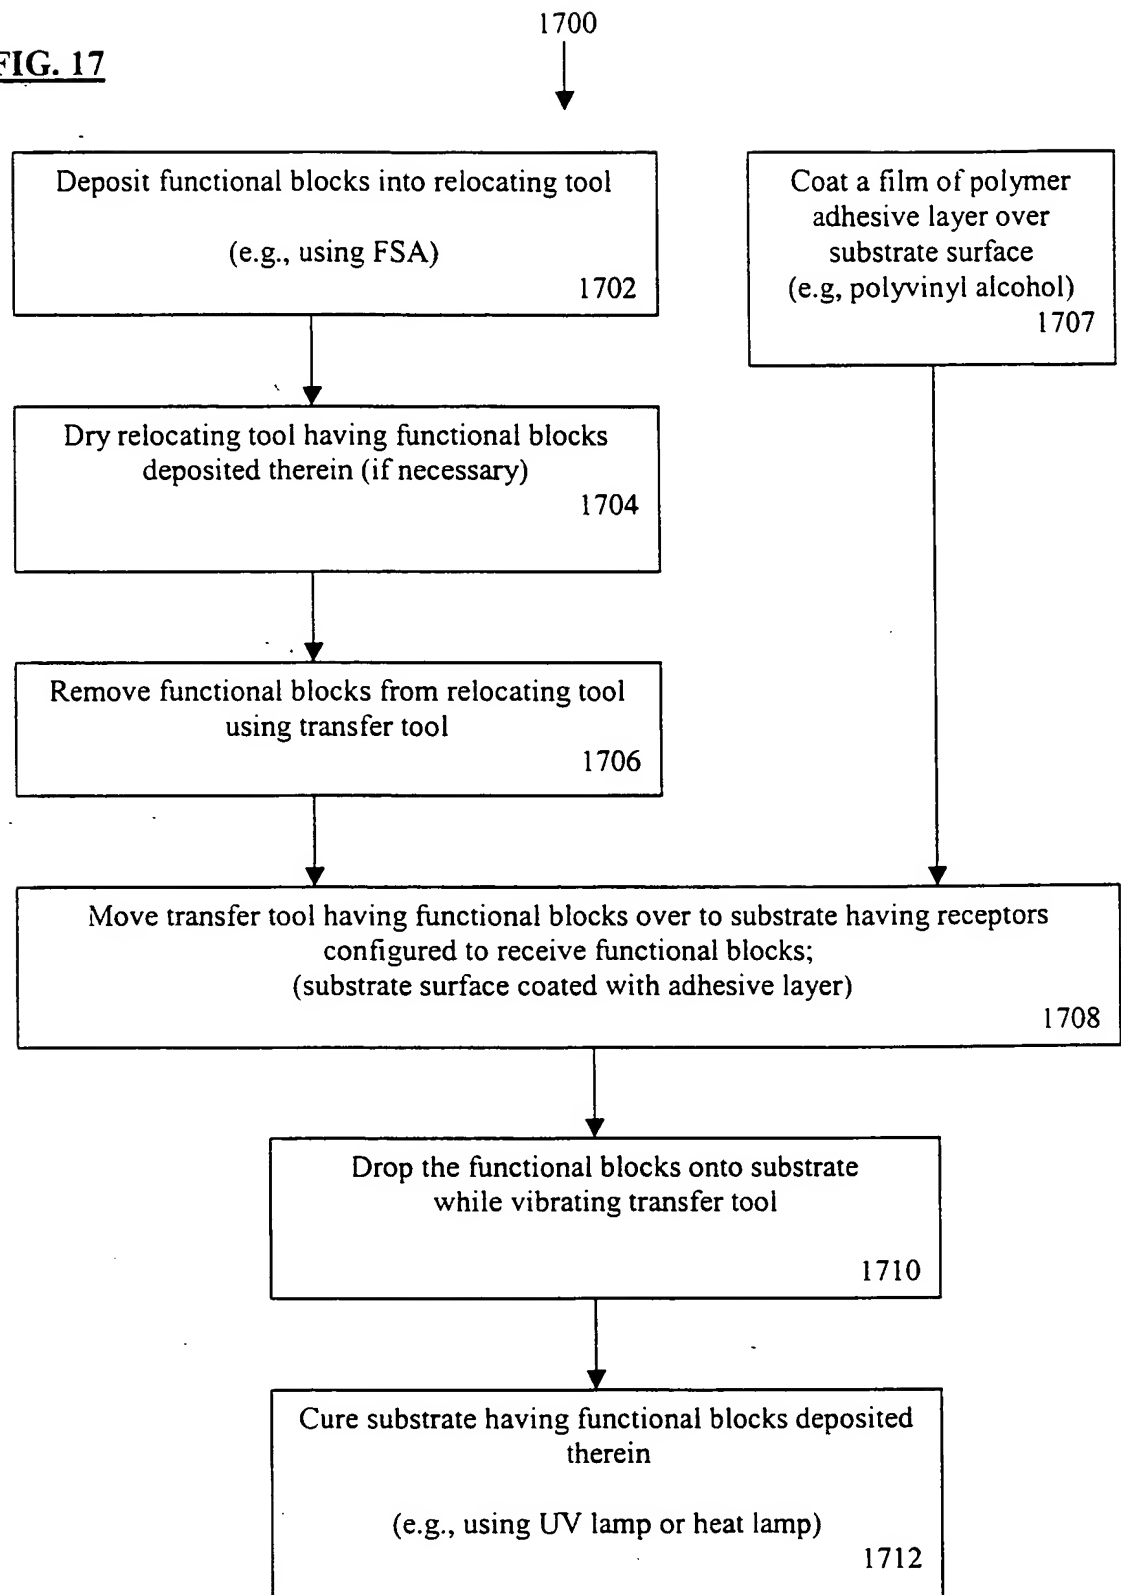 1700
FIG. 17
Deposit functional blocks into relocating tool
(e.g., using FSA)
1702
Coat a film of polymer
adhesive layer over
substrate surface
(e.g, polyvinyl alcohol)
1707
Dry relocating tool having functional blocks
deposited therein (if necessary)
1704
Remove functional blocks from relocating tool
using transfer tool
1706
Move transfer tool having functional blocks over to substrate having receptors
configured to receive functional blocks;
(substrate surface coated with adhesive layer)
1708
Drop the functional blocks onto substrate
while vibrating transfer tool
1710
Cure substrate having functional blocks deposited
therein
(e.g., using UV lamp or heat lamp)
1712